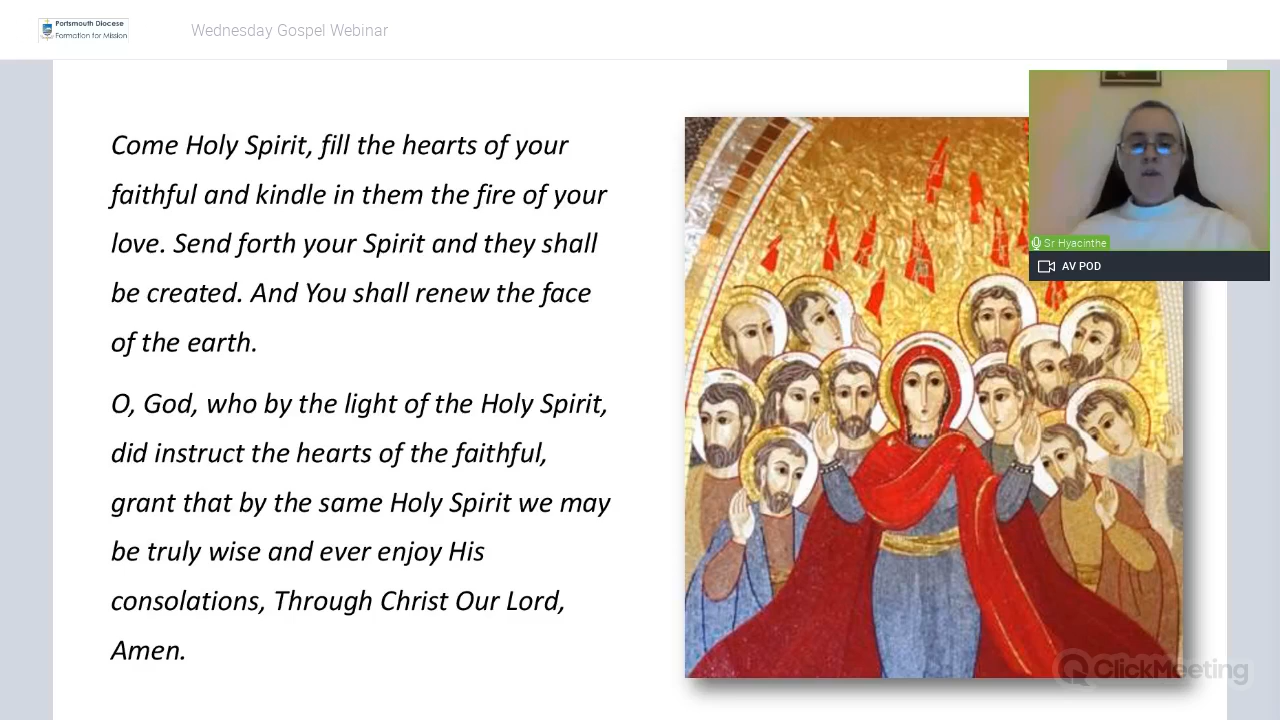 Portsmouth Diocese
Formation for Mission
Wednesday Gospel Webinar
Come Holy Spirit, fill the hearts of your
faithful and kindle in them the fire of your
love. Send forth your Spirit and they shall
be created. And You shall renew the face
of the earth.
O, God, who by the light of the Holy Spirit,
did instruct the hearts of the faithful,
grant that by the same Holy Spirit we may
be truly wise and ever enjoy His
consolations, Through Christ Our Lord,
Amen.
Sr Hyacinthe
AV POD
ClickMeeting